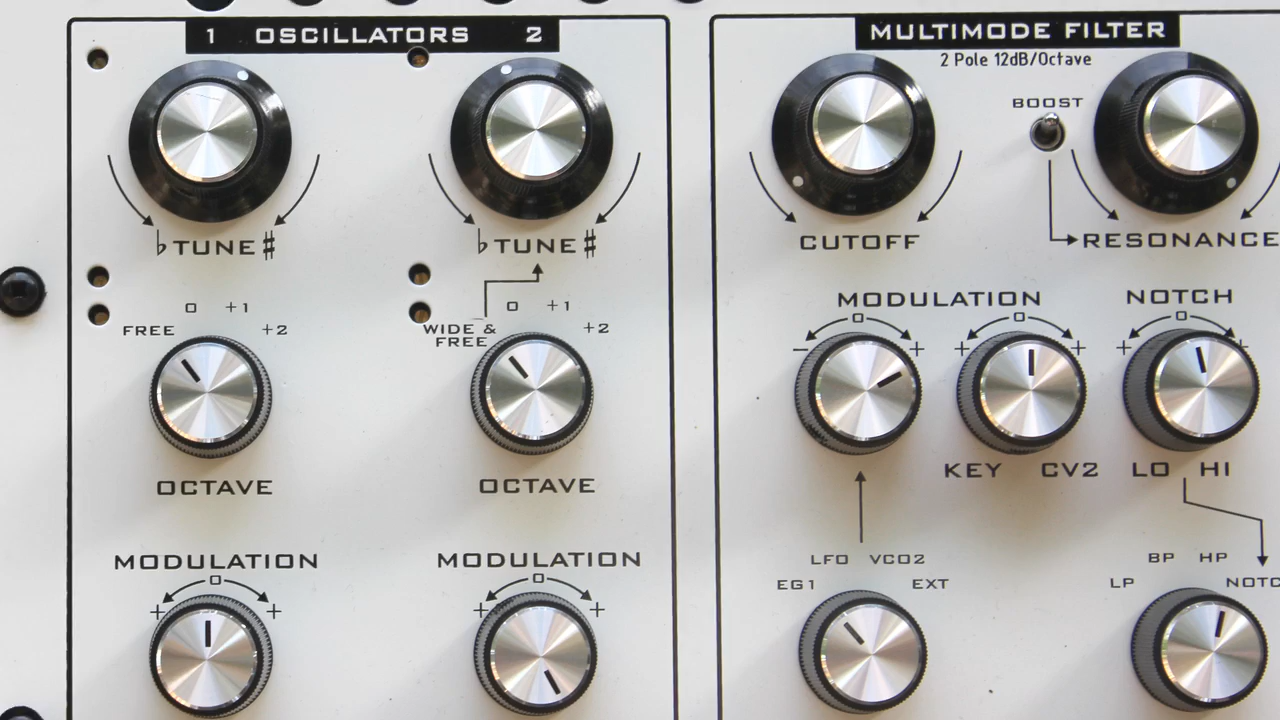 1 OSCILLATORS 2
♭TUNE♯
♭TUNE♯
0 +1
FREE +2
0 +1
WIDE & +2
FREE
OCTAVE
OCTAVE
MODULATION
0
+ +
MODULATION
0
+ +
MULTIMODE FILTER
2 Pole 12dB/Octave
BOOST
CUTOFF
RESONANCE
MODULATION
0 0
− + + +
NOTCH
0
+ +
KEY CV2
LO HI
LFO VCO2
EG1 EXT
BP HP
LP